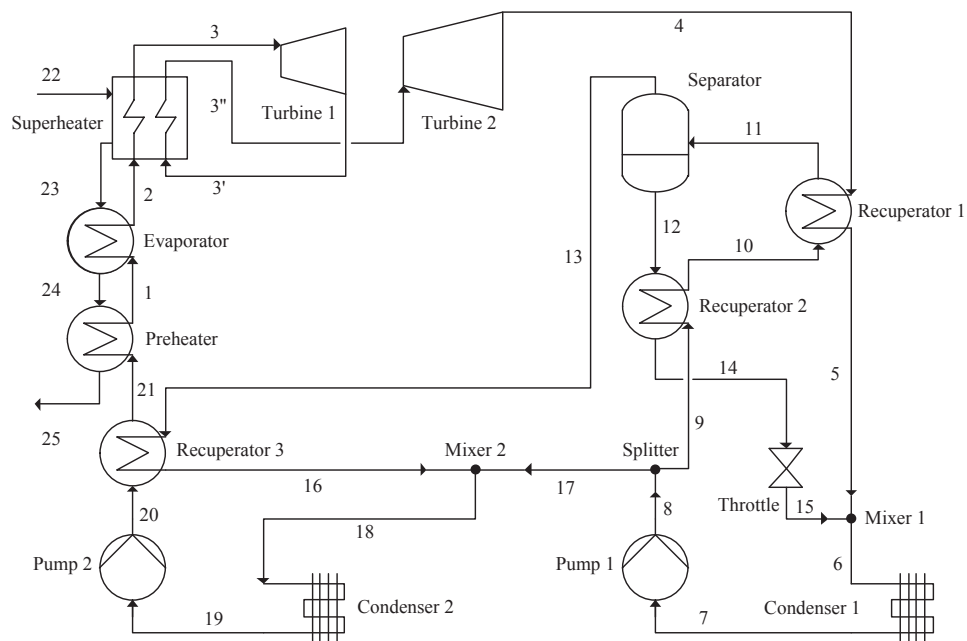 3
4
22
Separator
3"
Turbine 1
Turbine 2
Superheater
11
3'
23
2
Recuperator 1
12
Evaporator
13
10
24
1
Recuperator 2
Preheater
14
5
21
25
9
Recuperator 3
Mixer 2
Splitter
16
17
Throttle
15
Mixer 1
20
8
18
Pump 2
Pump 1
6
Condenser 2
Condenser 1
19
7